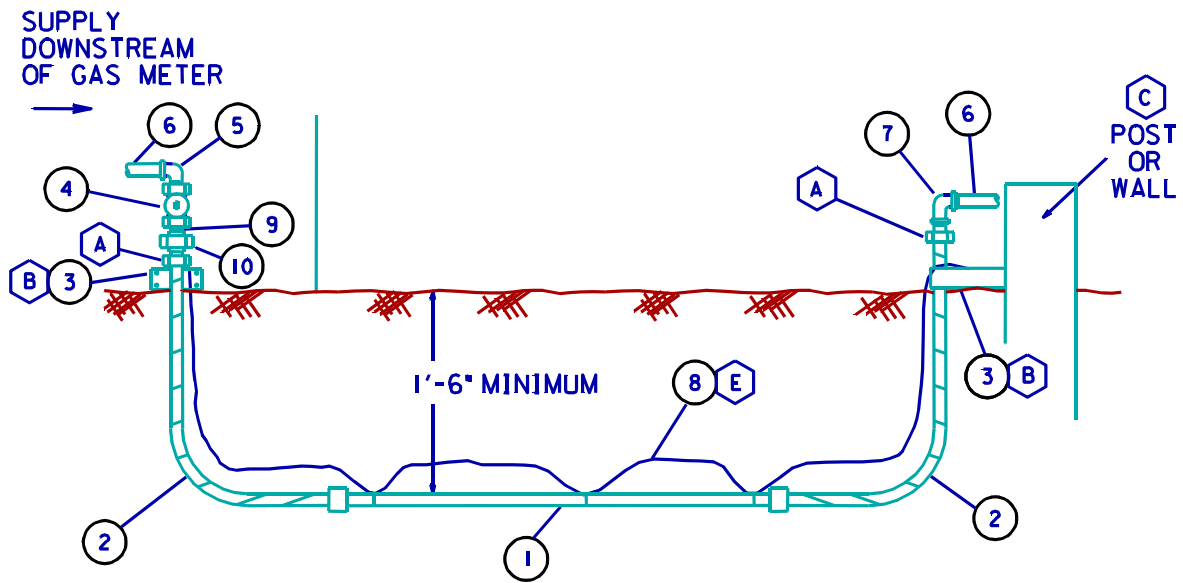 SUPPLY
DOWNSTREAM
OF GAS METER
6
5
4
9
A
10
B 3
C
POST
OR
WALL
7
6
A
3 B
1'-6" MINIMUM
8 E
2
1
2